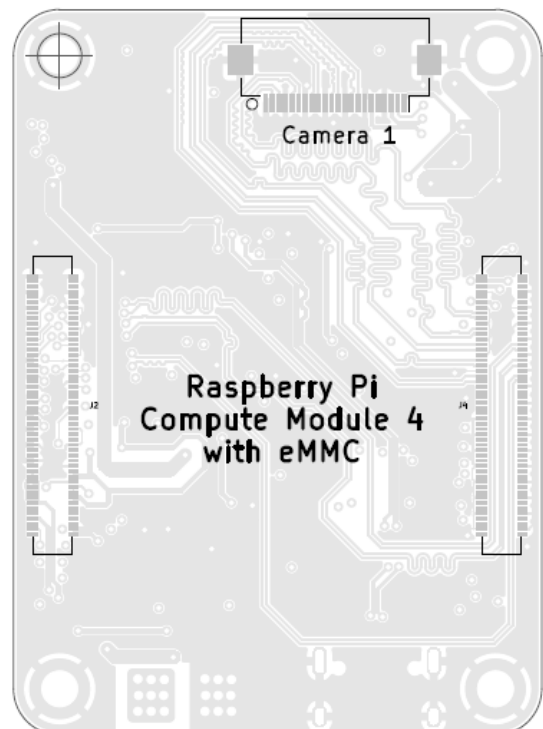 Camera 1
J2
J4
Raspberry Pi
Compute Module 4
with eMMC